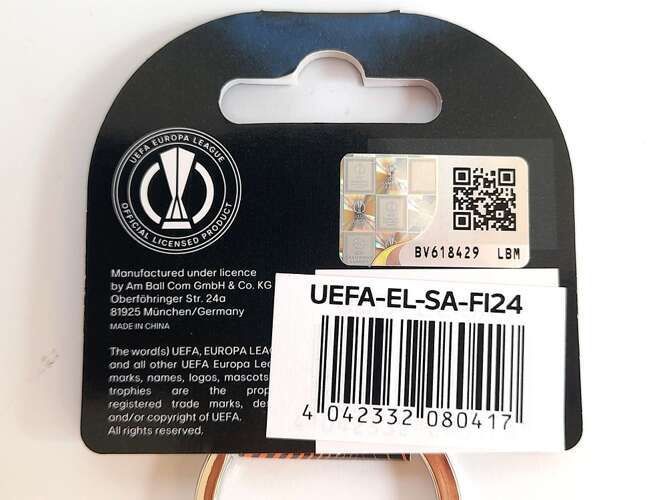 UEFA EUROPA LEAGUE
OFFICIAL LICENSED PRODUCT
BV618429 LBM
Manufactured under licence
by Am Ball Com GmbH & Co. KG
Oberföhringer Str. 24a
81925 München/Germany
MADE IN CHINA
The word(s) UEFA, EUROPA LEAG
and all other UEFA Europa Lea
marks, names, logos, mascots
trophies are the prop
registered trade marks, de
and/or copyright of UEFA.
All rights reserved.
UEFA-EL-SA-FI24
4 042332 080417